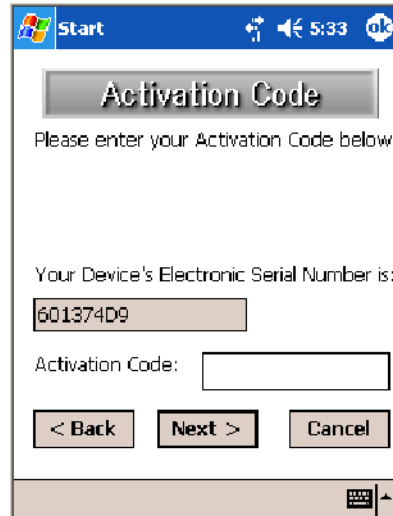 Start 5:33 ok
Activation Code
Please enter your Activation Code below
Your Device's Electronic Serial Number is:
601374D9
Activation Code:
< Back Next > Cancel